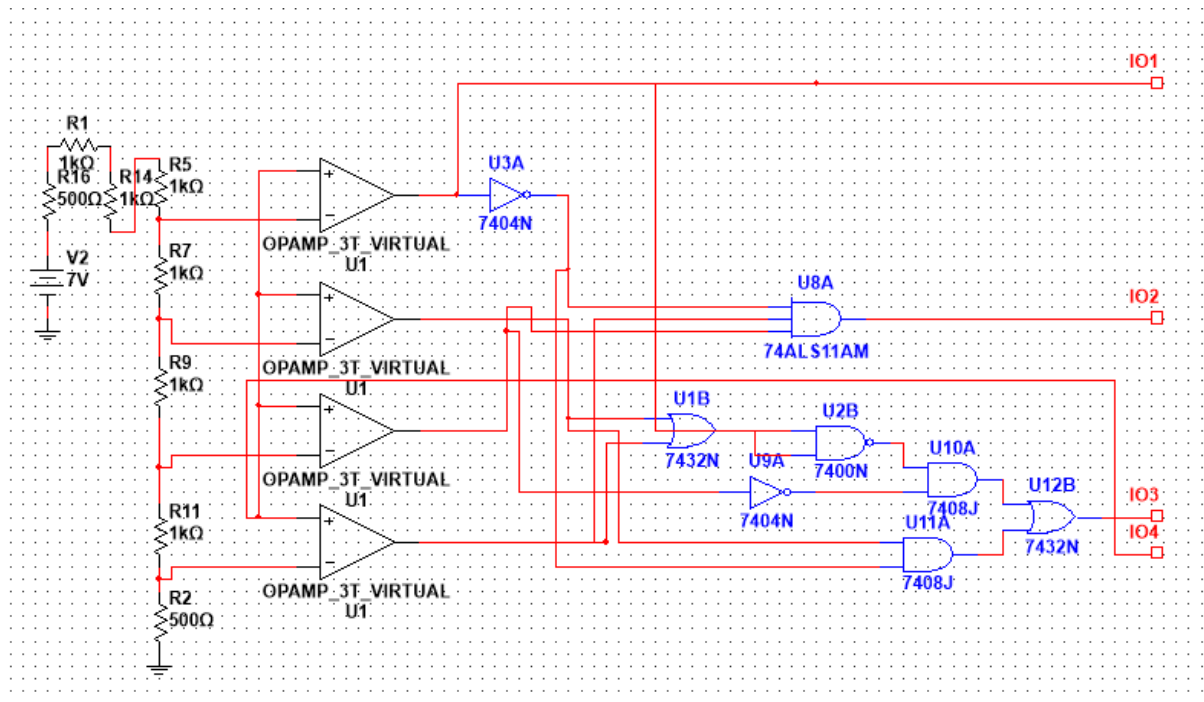 IO1
R1
1kΩ
R16
500Ω
R14
1kΩ
R5
1kΩ
U3A
7404N
OPAMP_3T_VIRTUAL
U1
V2
7V
R7
1kΩ
U8A
IO2
74ALS11AM
OPAMP_3T_VIRTUAL
U1
R9
1kΩ
U1B
7432N
U2B
7400N
U9A
7404N
U10A
7408J
U12B
7432N
IO3
IO4
OPAMP_3T_VIRTUAL
U1
R11
1kΩ
U11A
7408J
OPAMP_3T_VIRTUAL
U1
R2
500Ω